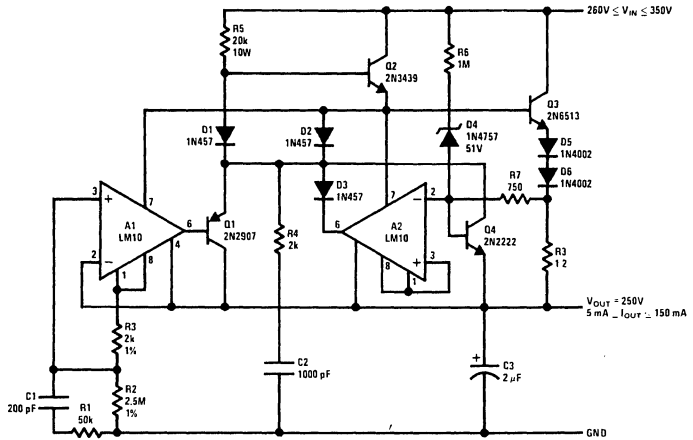 260V ≤ VIN ≤ 350V
R5
20k
10W
Q2
2N3439
R6
1M
Q3
2N6513
D1
1N457
D2
1N457
D4
1N4757
51V
D5
1N4002
D6
1N4002
D3
1N457
R7
750
3
+
7
A1
LM10
6
4
2
−
1
8
Q1
2N2907
R4
2k
7
2
−
6
A2
LM10
8
1
+
3
Q4
2N2222
R3
1 2
VOUT = 250V
5 mA _ IOUT _ 150 mA
R3
2k
1%
C1
200 pF
R2
2.5M
1%
R1
50k
C2
1000 pF
+
C3
2 µF
GND